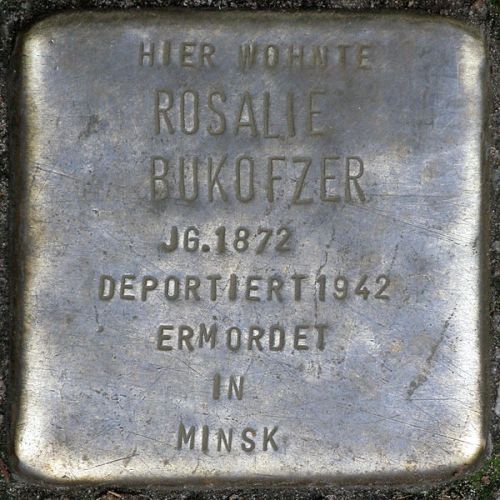 HIER WOHNTE
ROSALIE
BUKOFZER
JG.1872
DEPORTIERT 1942
ERMORDET
IN
MINSK